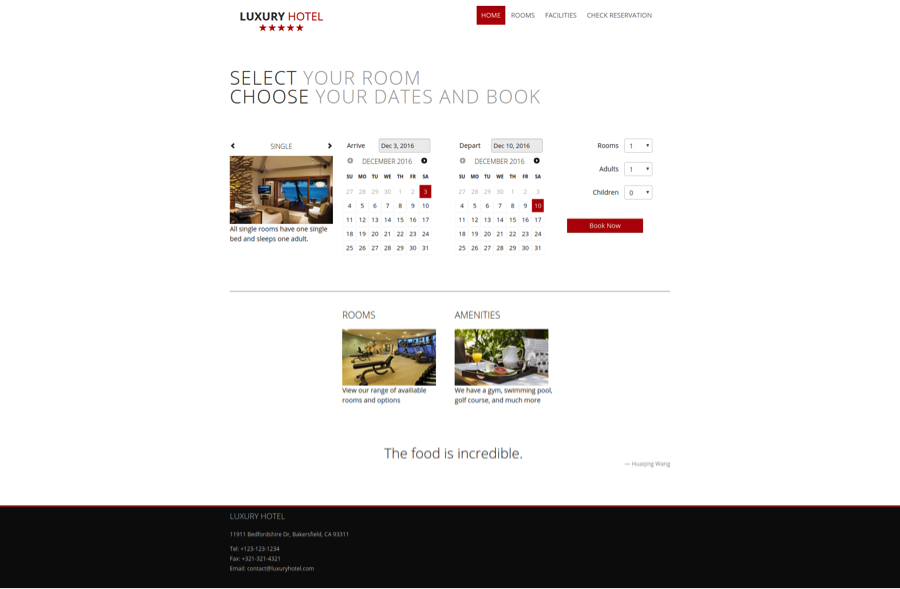 LUXURY HOTEL
HOME ROOMS FACILITIES CHECK RESERVATION
SELECT YOUR ROOM
CHOOSE YOUR DATES AND BOOK
SINGLE
All single rooms have one single
bed and sleeps one adult.
Arrive Dec 3, 2016
DECEMBER 2016
SU MO TU WE TH FR SA
27 28 29 30 1 2 3
4 5 6 7 8 9 10
11 12 13 14 15 16 17
18 19 20 21 22 23 24
25 26 27 28 29 30 31
Depart Dec 10, 2016
DECEMBER 2016
SU MO TU WE TH FR SA
27 28 29 30 1 2 3
4 5 6 7 8 9 10
11 12 13 14 15 16 17
18 19 20 21 22 23 24
25 26 27 28 29 30 31
Rooms 1
Adults 1
Children 0
Book Now
ROOMS
View our range of availiable
rooms and options
AMENITIES
We have a gym, swimming pool,
golf course, and much more
The food is incredible.
— Huaqing Wang
LUXURY HOTEL
11911 Bedfordshire Dr, Bakersfield, CA 93311
Tel: +123-123-1234
Fax: +321-321-4321
Email: contact@luxuryhotel.com